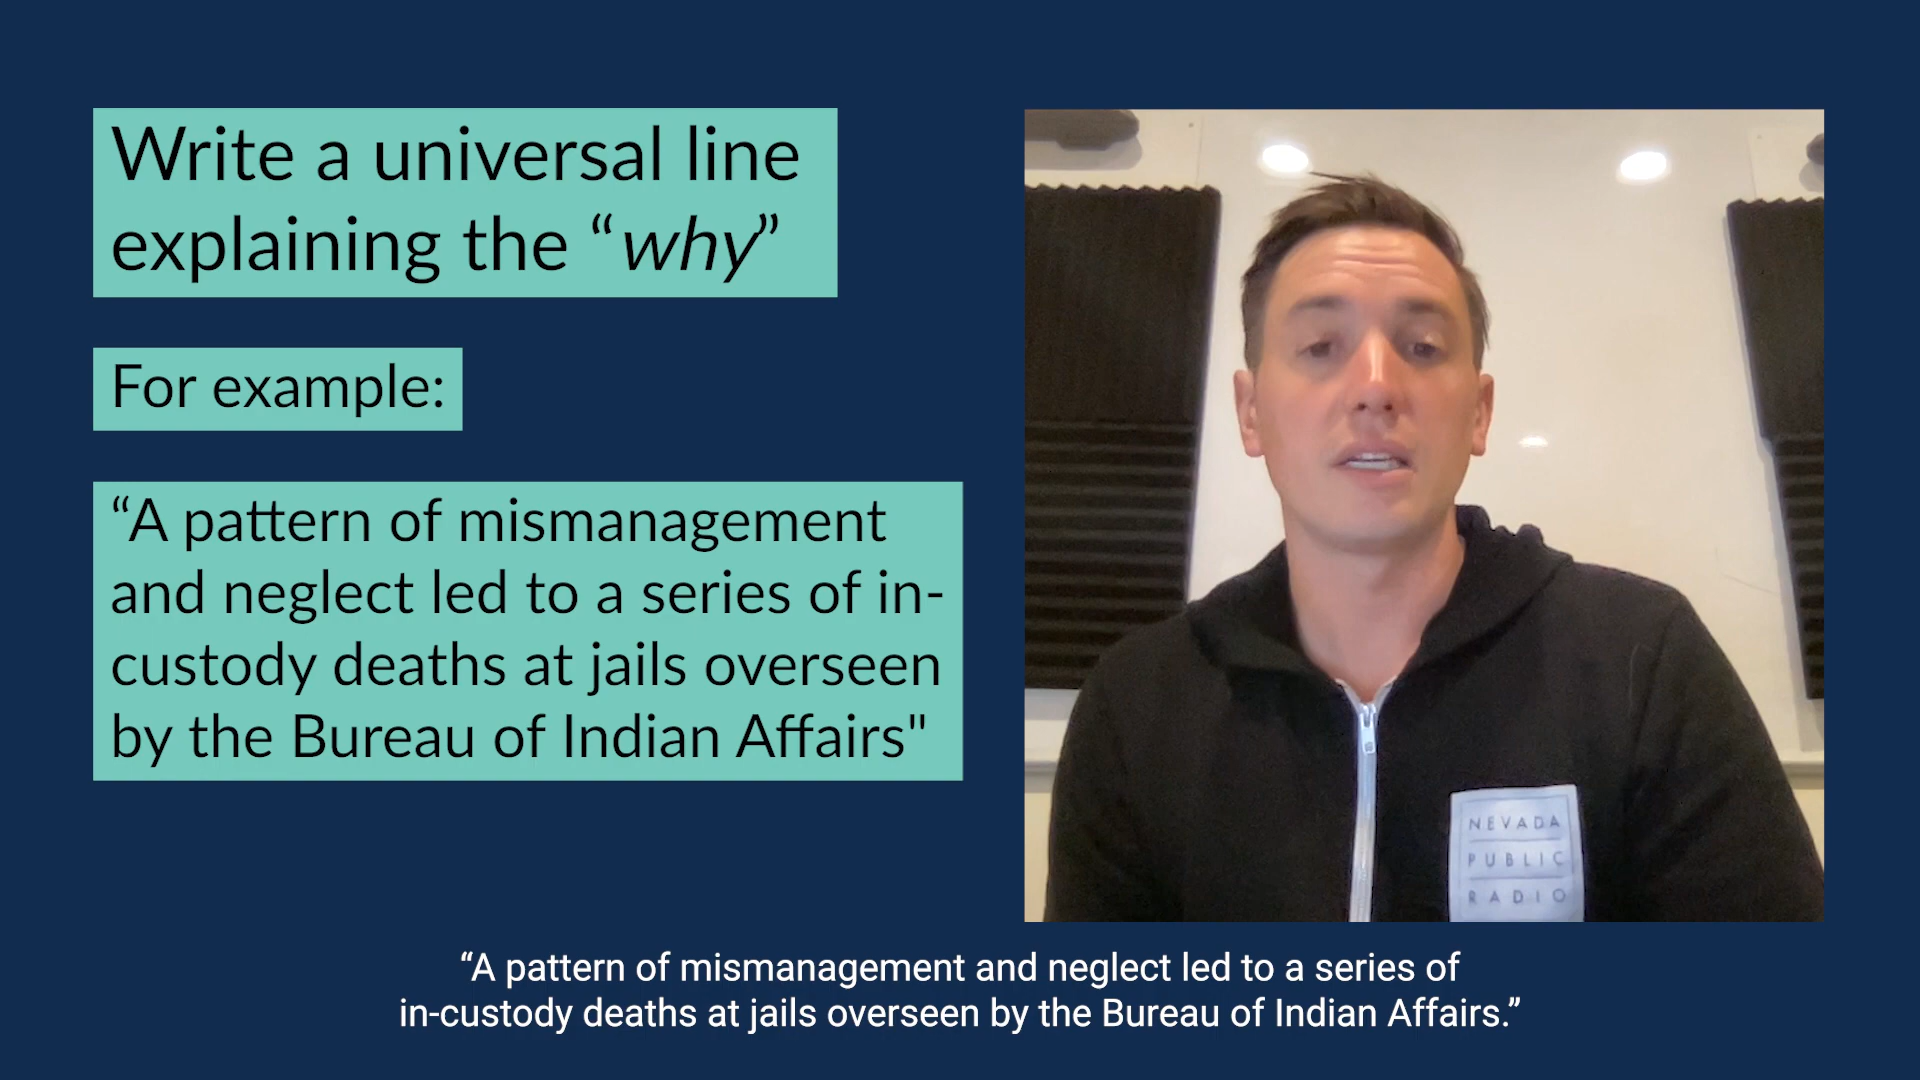 Write a universal line
explaining the “why”
For example:
“A pattern of mismanagement
and neglect led to a series of in-
custody deaths at jails overseen
by the Bureau of Indian Affairs"
NEVADA
PUBLIC
RADIO
“A pattern of mismanagement and neglect led to a series of
in-custody deaths at jails overseen by the Bureau of Indian Affairs.”